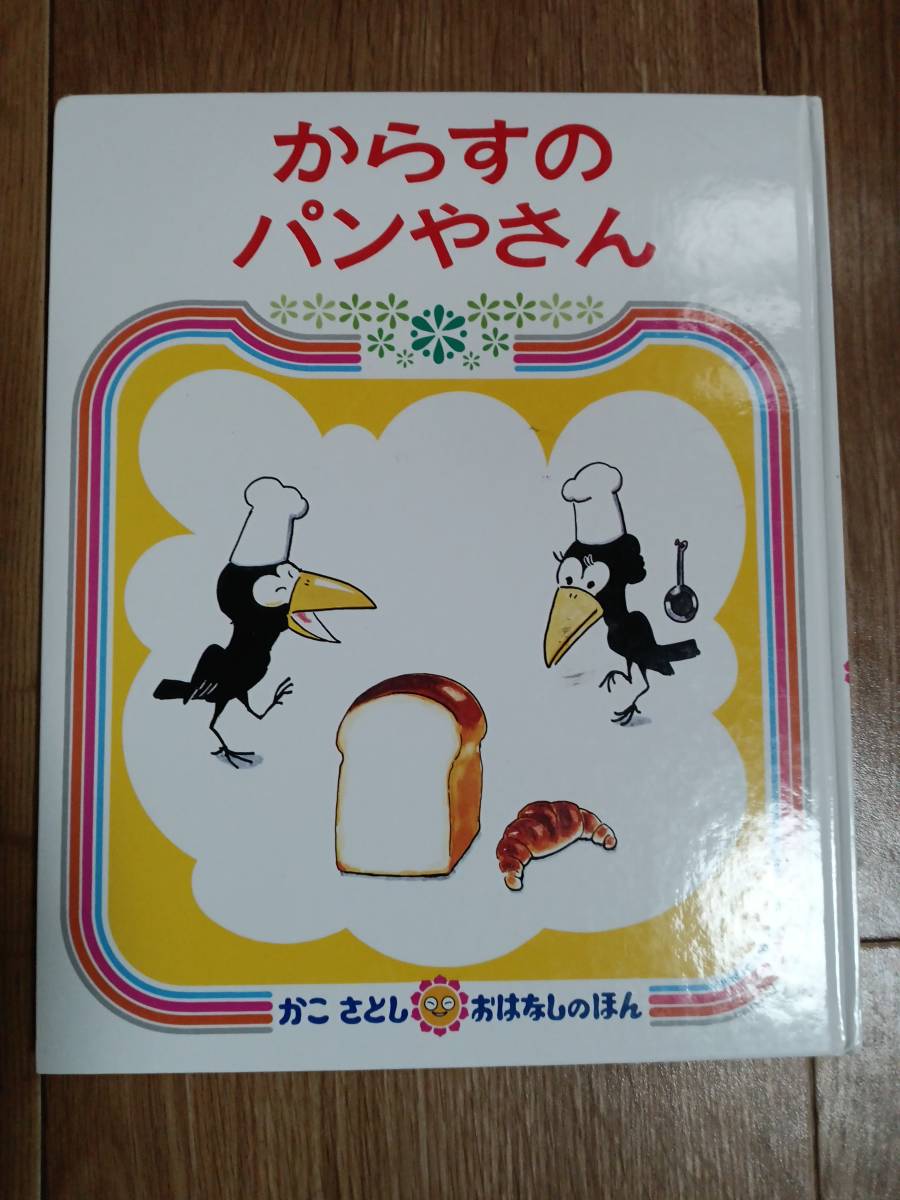 からすの
パンやさん
かこ さとし おはなしのほん